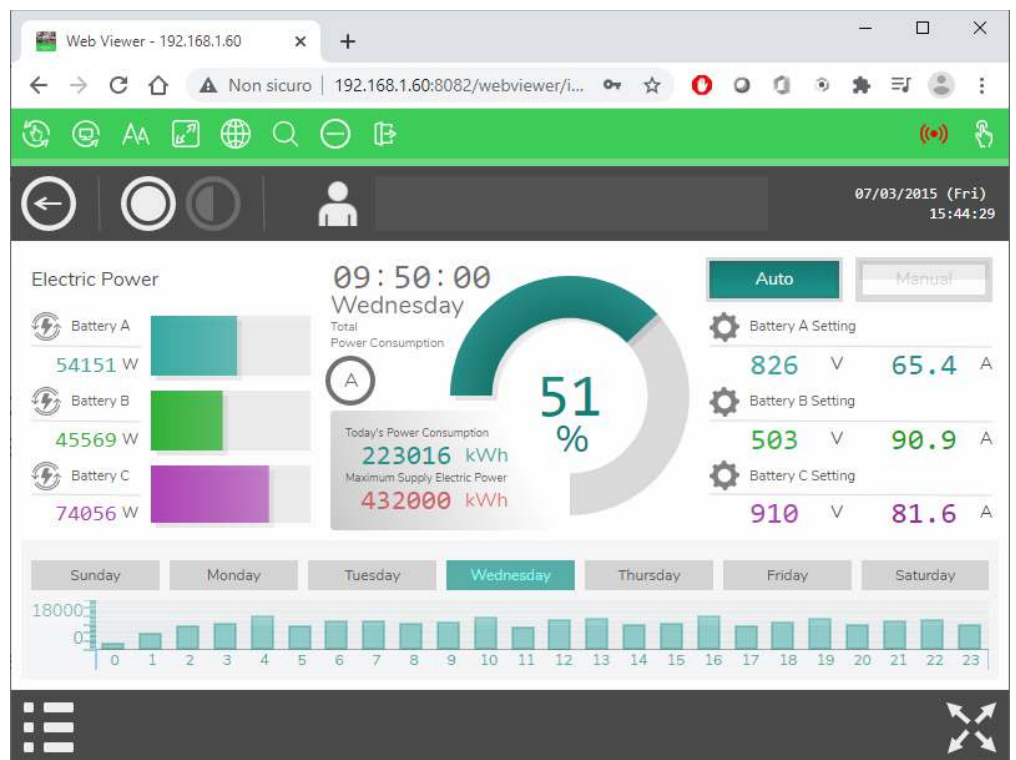 Web Viewer - 192.168.1.60
Non sicuro | 192.168.1.60:8082/webviewer/i...
AA
07/03/2015 (Fri)
15:44:29
Electric Power
Battery A
54151 W
Battery B
45569 W
Battery C
74056 W
09:50:00
Wednesday
Total
Power Consumption
A
Today's Power Consumption
223016 kWh
Maximum Supply Electric Power
432000 kWh
51
%
Auto
Manual
Battery A Setting
826 V 65.4 A
Battery B Setting
503 V 90.9 A
Battery C Setting
910 V 81.6 A
Sunday Monday Tuesday Wednesday Thursday Friday Saturday
18000
0
0 1 2 3 4 5 6 7 8 9 10 11 12 13 14 15 16 17 18 19 20 21 22 23